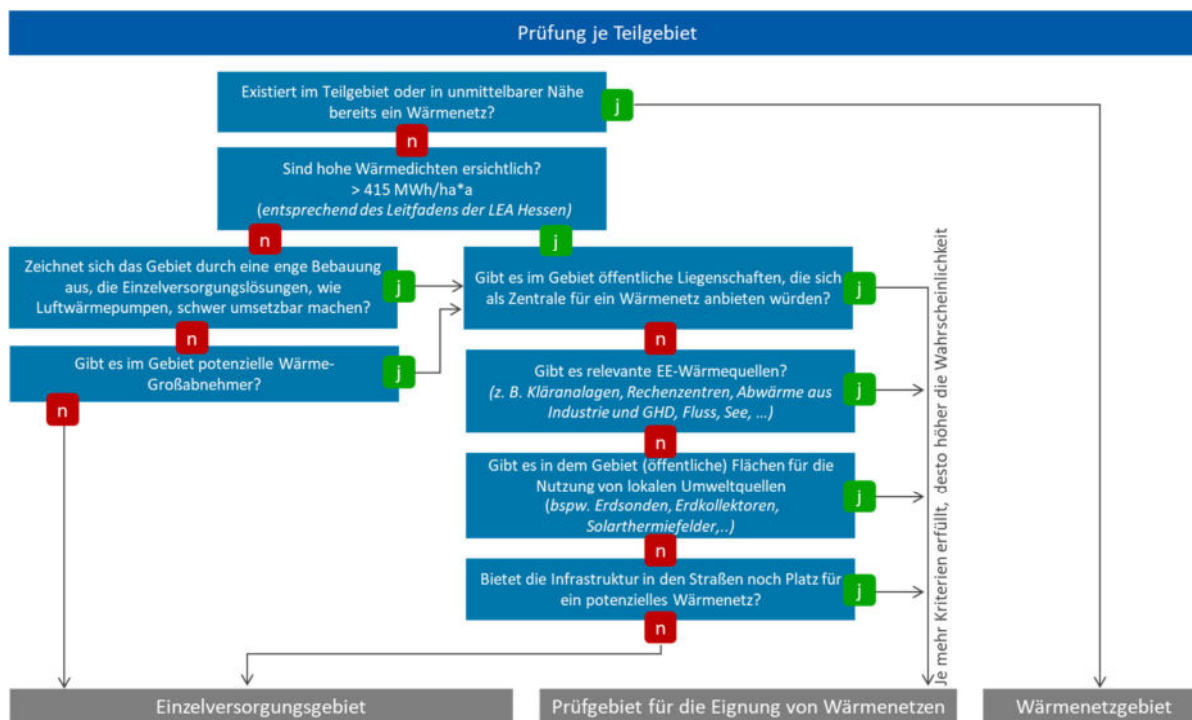 Prüfung je Teilgebiet
Existiert im Teilgebiet oder in unmittelbarer Nähe
bereits ein Wärmenetz?
j
n
Sind hohe Wärmedichten ersichtlich?
> 415 MWh/ha*a
(entsprechend des Leitfadens der LEA Hessen)
n
j
Zeichnet sich das Gebiet durch eine enge Bebauung
aus, die Einzelversorgungslösungen, wie
Luftwärmepumpen, schwer umsetzbar machen?
j
n
Gibt es im Gebiet potenzielle Wärme-
Großabnehmer?
j
n
Gibt es im Gebiet öffentliche Liegenschaften, die sich
als Zentrale für ein Wärmenetz anbieten würden?
j
n
Gibt es relevante EE-Wärmequellen?
(z. B. Kläranalagen, Rechenzentren, Abwärme aus
Industrie und GHD, Fluss, See, ...)
j
n
Gibt es in dem Gebiet (öffentliche) Flächen für die
Nutzung von lokalen Umweltquellen
(bspw. Erdsonden, Erdkollektoren,
Solarthermiefelder,..)
j
n
Bietet die Infrastruktur in den Straßen noch Platz für
ein potenzielles Wärmenetz?
j
n
Je mehr Kriterien erfüllt, desto höher die Wahrscheinlichkeit
Einzelversorgungsgebiet
Prüfgebiet für die Eignung von Wärmenetzen
Wärmenetzgebiet